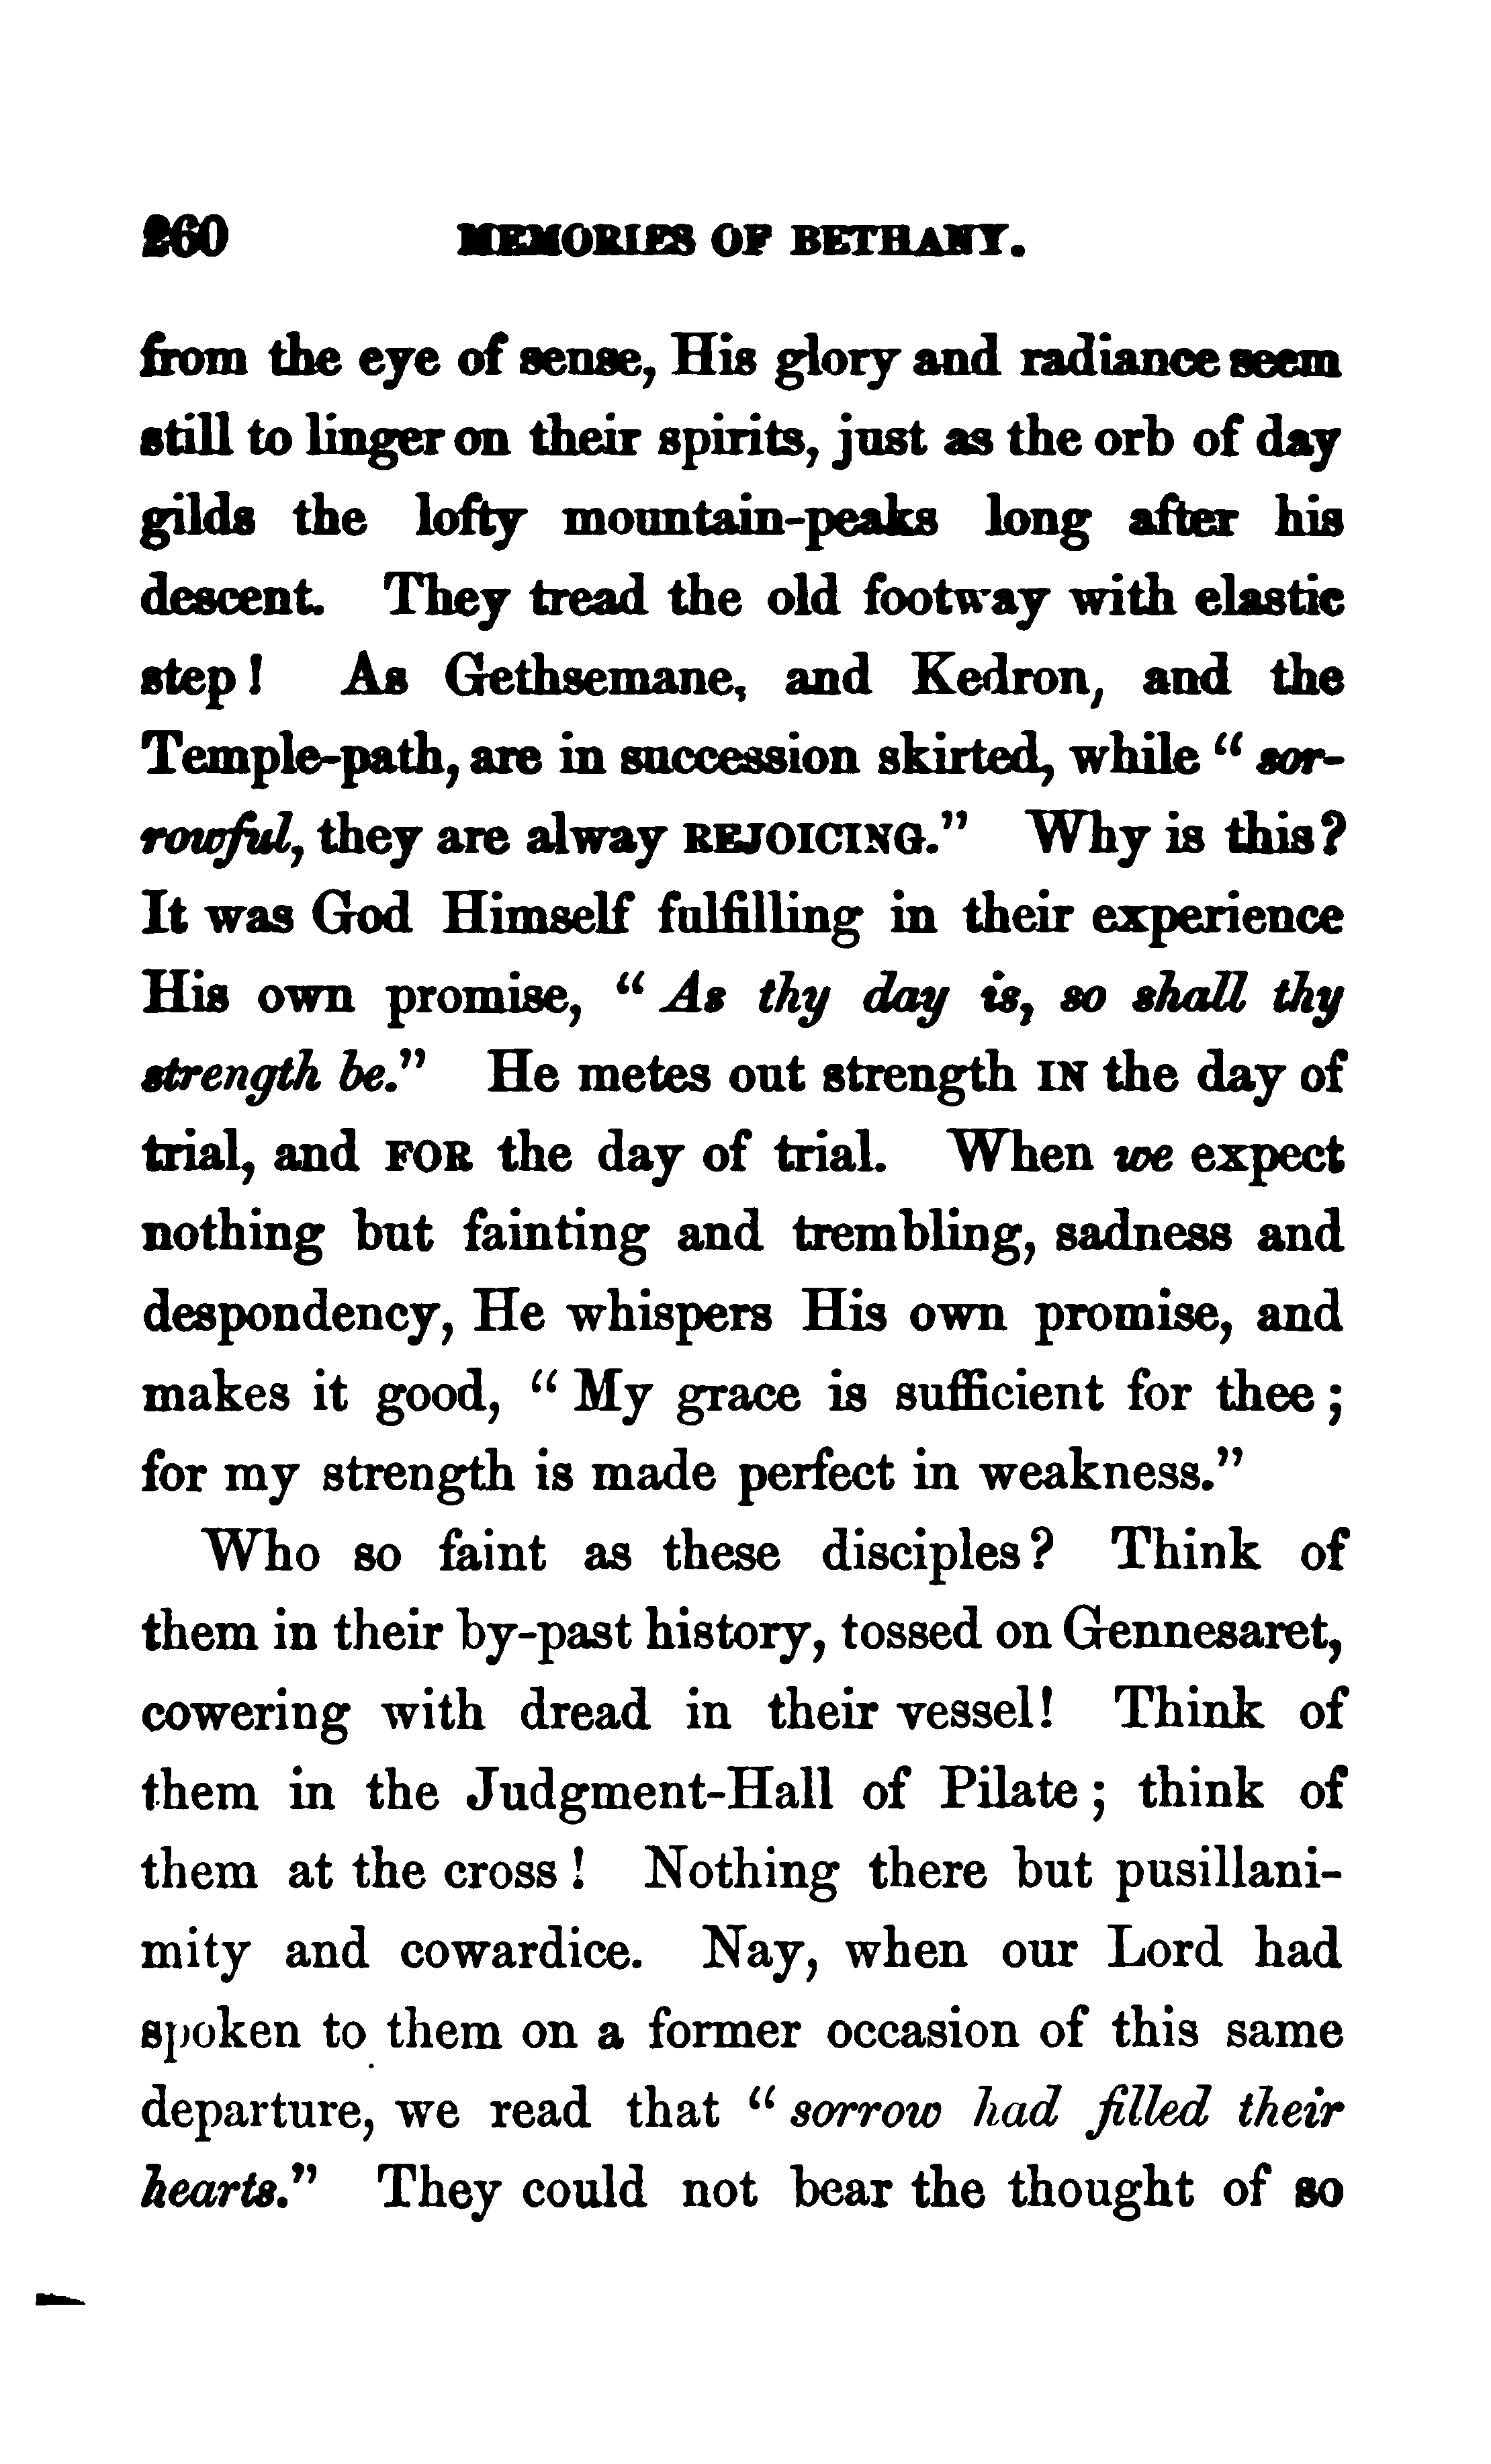 260 MEMORIES OF BETHANY.
from the eye of sense, His glory and radiance seem
still to linger on their spirits, just as the orb of day
gilds the lofty mountain-peaks long after his
descent. They tread the old footway with elastic
step! As Gethsemane, and Kedron, and the
Temple-path, are in succession skirted, while “sor-
rowful, they are alway REJOICING.” Why is this?
It was God Himself fulfilling in their experience
His own promise, “As thy day is, so shall thy
strength be.” He metes out strength IN the day of
trial, and FOR the day of trial. When we expect
nothing but fainting and trembling, sadness and
despondency, He whispers His own promise, and
makes it good, “My grace is sufficient for thee;
for my strength is made perfect in weakness.”
Who so faint as these disciples? Think of
them in their by-past history, tossed on Gennesaret,
cowering with dread in their vessel! Think of
them in the Judgment-Hall of Pilate; think of
them at the cross! Nothing there but pusillani-
mity and cowardice. Nay, when our Lord had
spoken to them on a former occasion of this same
departure, we read that “sorrow had filled their
hearts.” They could not bear the thought of so